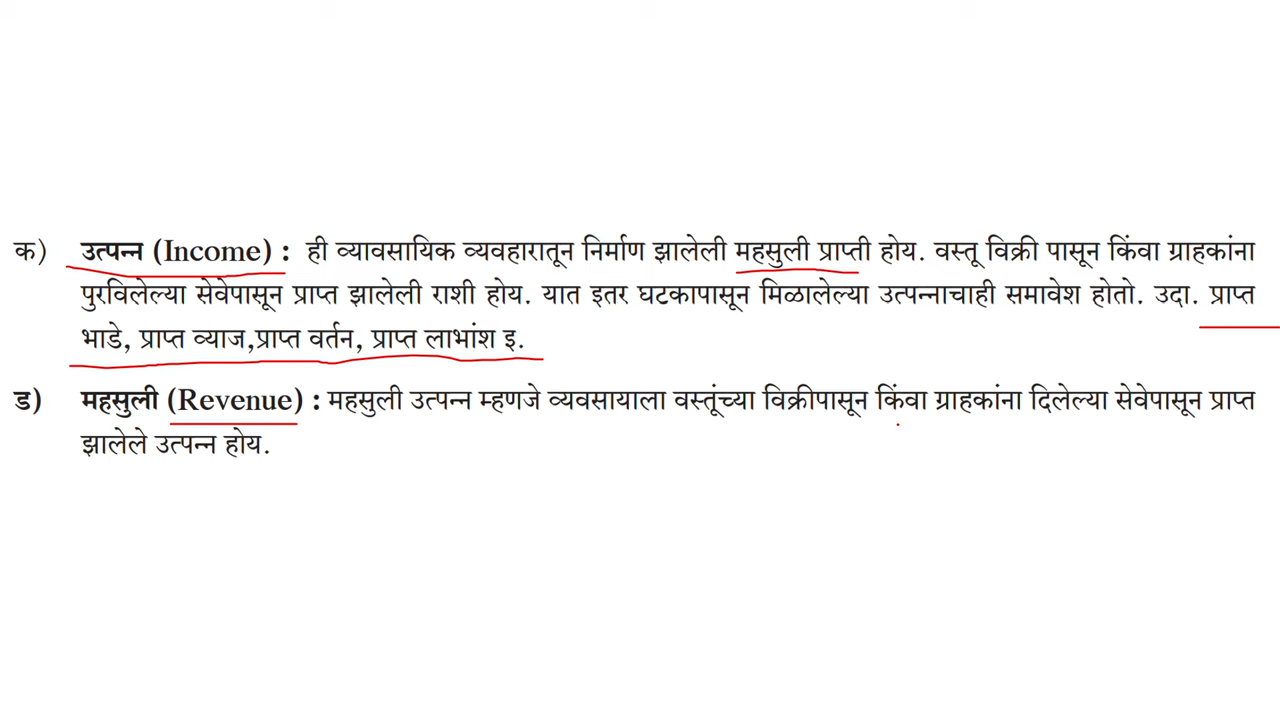 क) उत्पन्न (Income) : ही व्यावसायिक व्यवहारातून निर्माण झालेली महसुली प्राप्ती होय. वस्तू विक्री पासून किंवा ग्राहकांना
पुरविलेल्या सेवेपासून प्राप्त झालेली राशी होय. यात इतर घटकापासून मिळालेल्या उत्पन्नाचाही समावेश होतो. उदा. प्राप्त
भाडे, प्राप्त व्याज,प्राप्त वर्तन, प्राप्त लाभांश इ.
ड) महसुली (Revenue) : महसुली उत्पन्न म्हणजे व्यवसायाला वस्तूंच्या विक्रीपासून किंवा ग्राहकांना दिलेल्या सेवेपासून प्राप्त
झालेले उत्पन्न होय.